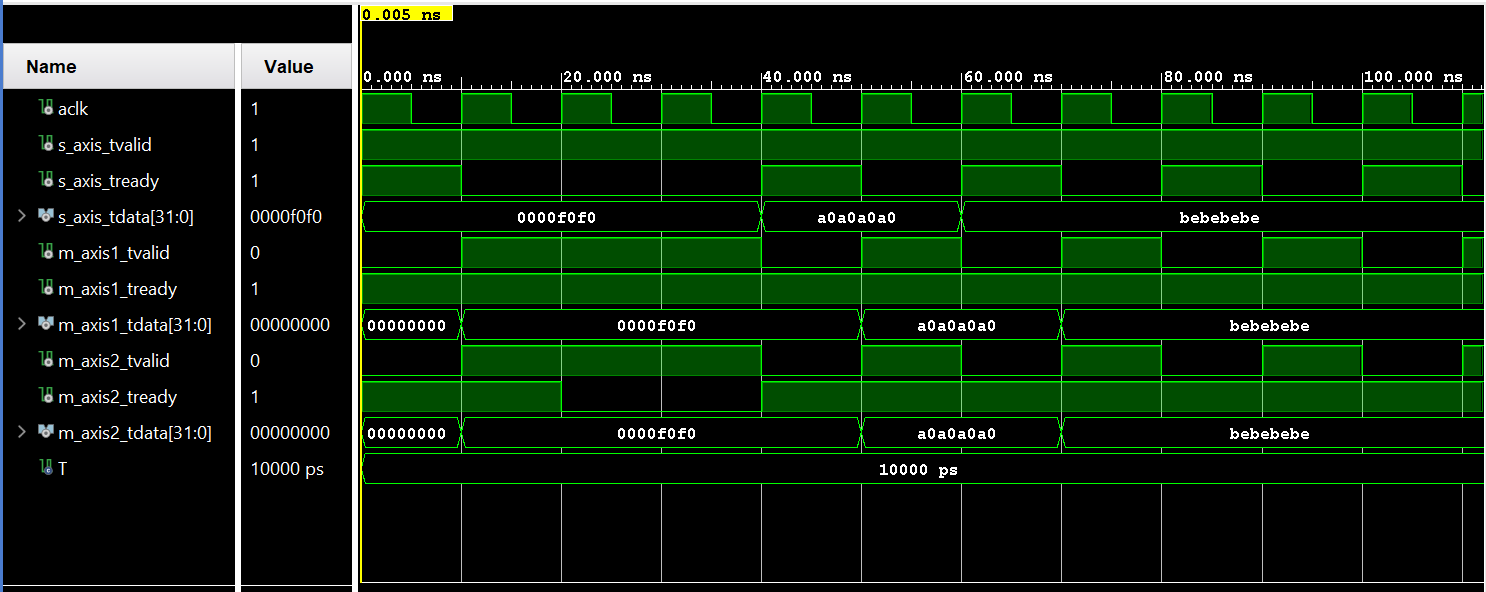 0.005 ns
Name Value
0.000 ns 20.000 ns 40.000 ns 60.000 ns 80.000 ns 100.000 ns
aclk 1
s_axis_tvalid 1
s_axis_tready 1
s_axis_tdata[31:0] 0000f0f0 0000f0f0 a0a0a0a0 bebebebe
m_axis1_tvalid 0
m_axis1_tready 1
m_axis1_tdata[31:0] 00000000 00000000 0000f0f0 a0a0a0a0 bebebebe
m_axis2_tvalid 0
m_axis2_tready 1
m_axis2_tdata[31:0] 00000000 00000000 0000f0f0 a0a0a0a0 bebebebe
T 10000 ps 10000 ps